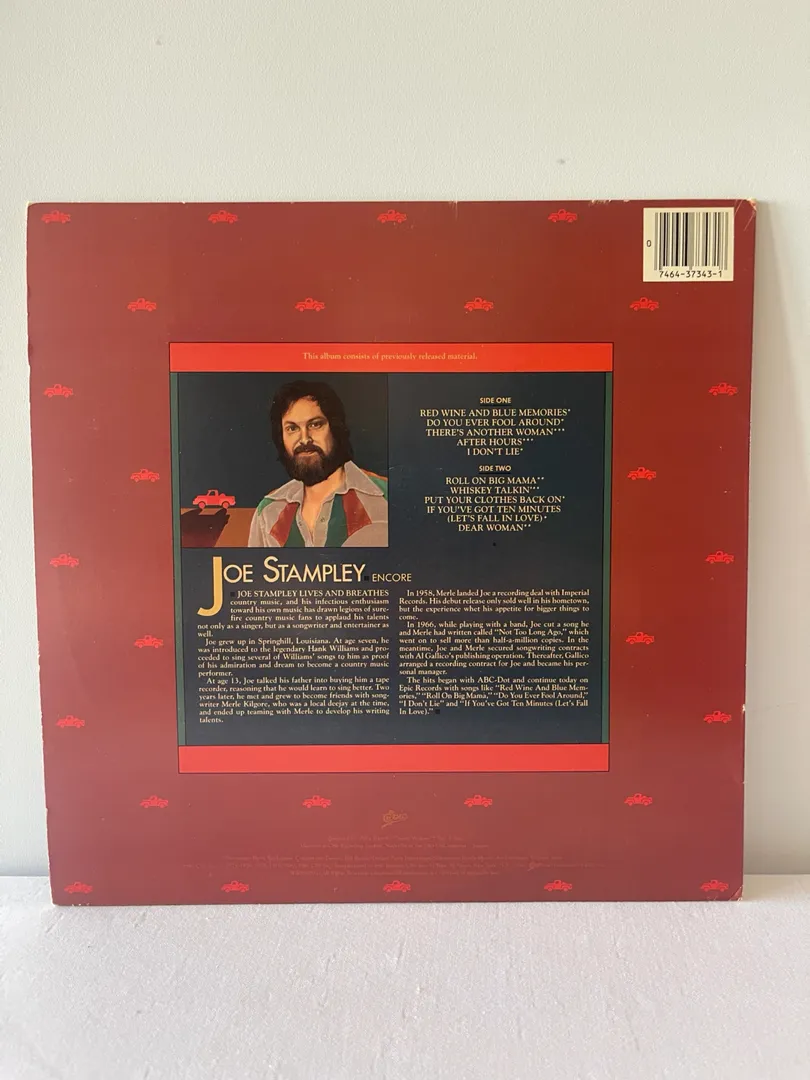 0
7464-37343-1
This album consists of previously released material.
SIDE ONE
RED WINE AND BLUE MEMORIES*
DO YOU EVER FOOL AROUND*
THERE'S ANOTHER WOMAN***
AFTER HOURS***
I DON'T LIE*
SIDE TWO
ROLL ON BIG MAMA**
WHISKEY TALKIN'***
PUT YOUR CLOTHES BACK ON*
IF YOU'VE GOT TEN MINUTES
(LET'S FALL IN LOVE)*
DEAR WOMAN**
JOE STAMPLEY ENCORE
JOE STAMPLEY LIVES AND BREATHES
country music, and his infectious enthusiasm
toward his own music has drawn legions of sure-
fire country music fans to applaud his talents
not only as a singer, but as a songwriter and entertainer as
well.
Joe grew up in Springhill, Louisiana. At age seven, he
was introduced to the legendary Hank Williams and pro-
ceeded to sing several of Williams' songs to him as proof
of his admiration and dream to become a country music
performer.
At age 13, Joe talked his father into buying him a tape
recorder, reasoning that he would learn to sing better. Two
years later, he met and grew to become friends with song-
writer Merle Kilgore, who was a local deejay at the time,
and ended up teaming with Merle to develop his writing
talents.
In 1958, Merle landed Joe a recording deal with Imperial
Records. His debut release only sold well in his hometown,
but the experience whet his appetite for bigger things to
come.
In 1966, while playing with a band, Joe cut a song he
and Merle had written called "Not Too Long Ago," which
went on to sell more than half-a-million copies. In the
meantime, Joe and Merle secured songwriting contracts
with Al Gallico's publishing operation. Thereafter, Gallico
arranged a recording contract for Joe and became his per-
sonal manager.
The hits began with ABC-Dot and continue today on
Epic Records with songs like "Red Wine And Blue Mem-
ories," "Roll On Big Mama," "Do You Ever Fool Around,"
"I Don't Lie" and "If You've Got Ten Minutes (Let's Fall
In Love)."